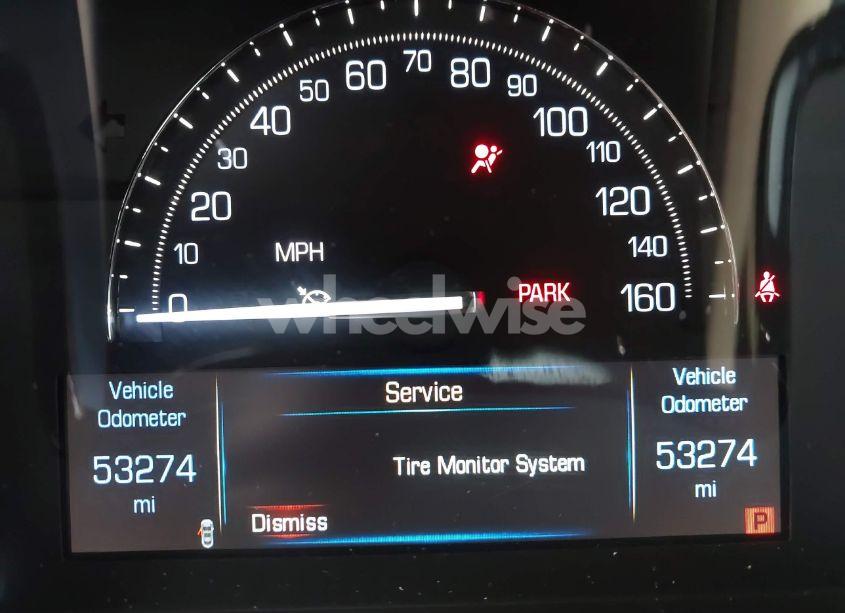 70
60
80
50
90
40
100
30
110
20
120
10
MPH
140
0
PARK
160
wheelwise
Vehicle
Odometer
53274
mi
Service
Tire Monitor System
Dismiss
Vehicle
Odometer
53274
mi
P